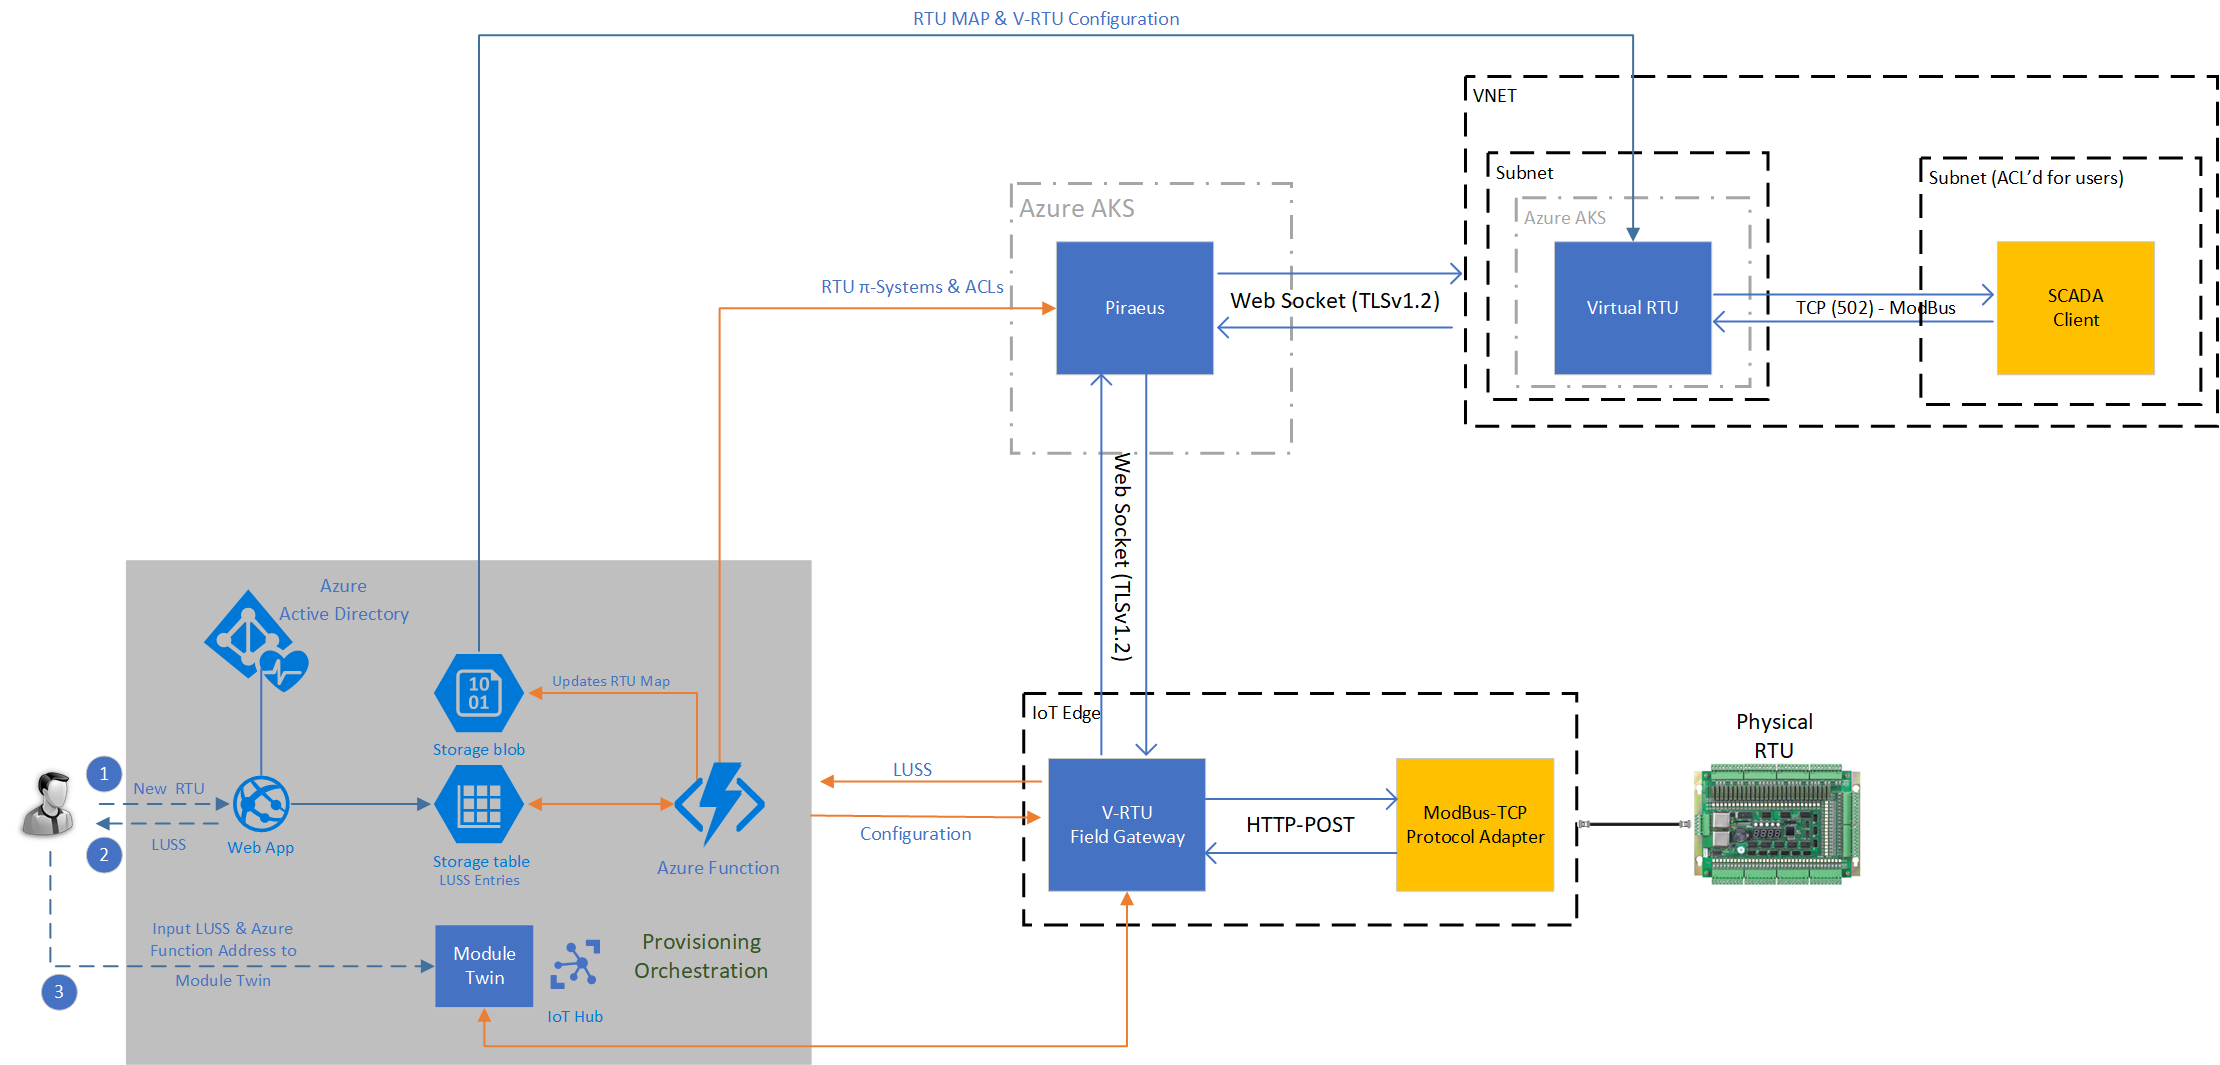 RTU MAP & V-RTU Configuration
VNET
Subnet
Subnet (ACL’d for users)
Azure AKS
Azure AKS
RTU π-Systems & ACLs
Piraeus
Web Socket (TLSv1.2)
Virtual RTU
TCP (502) - ModBus
SCADA
Client
Web Socket (TLSv1.2)
Azure
Active Directory
10
01
Updates RTU Map
Storage blob
IoT Edge
Physical
RTU
1
New RTU
LUSS
2
Web App
Storage table
LUSS Entries
Azure Function
LUSS
Configuration
V-RTU
Field Gateway
HTTP-POST
ModBus-TCP
Protocol Adapter
Input LUSS & Azure
Function Address to
Module Twin
3
Module
Twin
IoT Hub
Provisioning
Orchestration